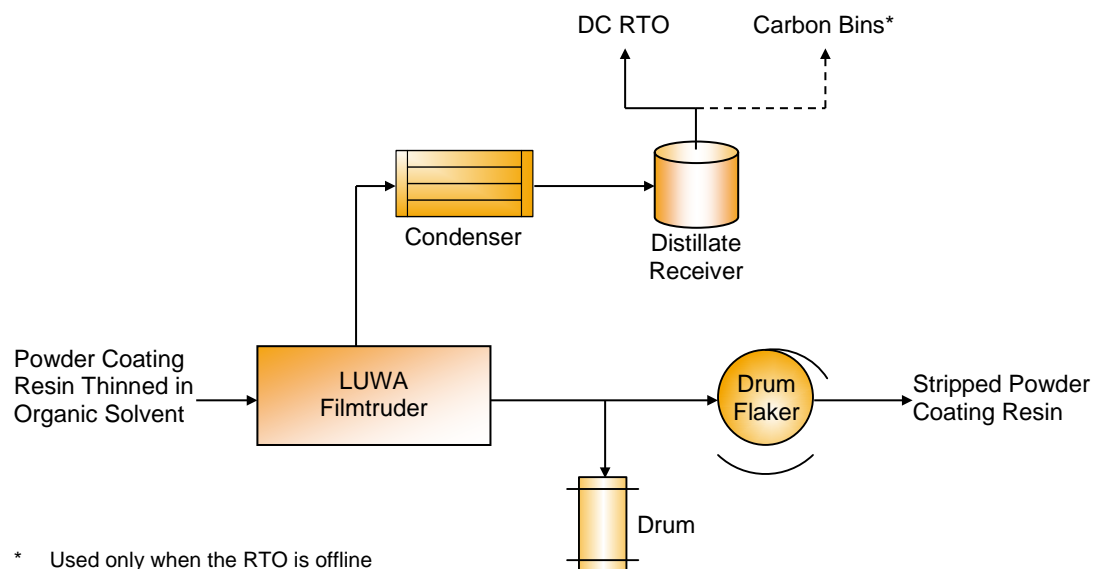 DC RTO
Carbon Bins*
Condenser
Distillate
Receiver
Powder Coating
Resin Thinned in
Organic Solvent
LUWA
Filmtruder
Drum
Flaker
Stripped Powder
Coating Resin
Drum
* Used only when the RTO is offline